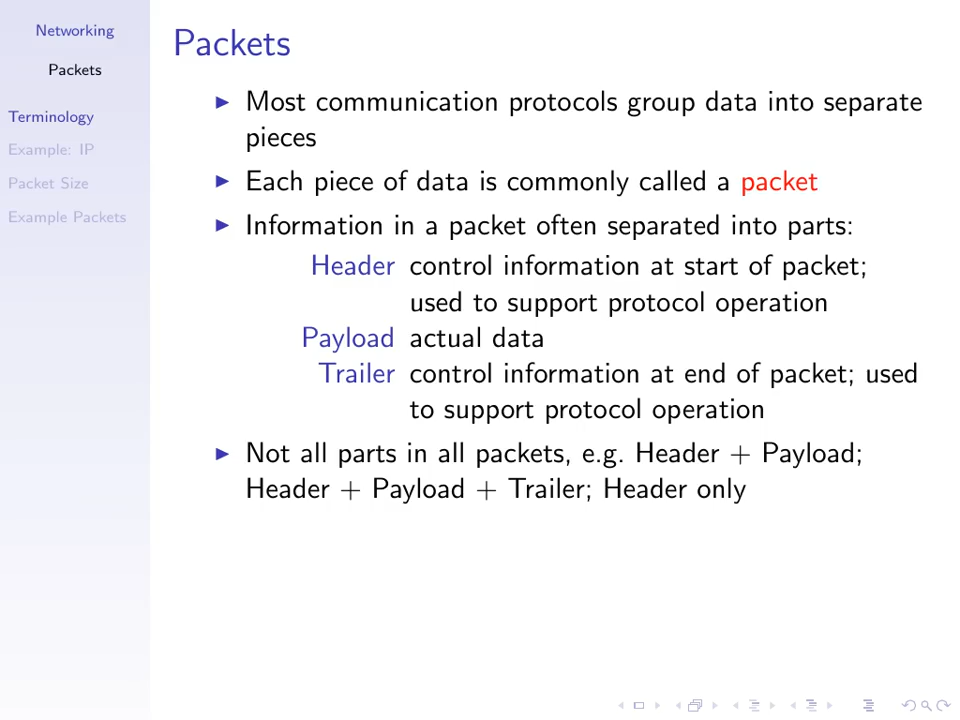 Networking
Packets
Terminology
Example: IP
Packet Size
Example Packets
Packets
Most communication protocols group data into separate
pieces
Each piece of data is commonly called a packet
Information in a packet often separated into parts:
Header control information at start of packet;
used to support protocol operation
Payload actual data
Trailer control information at end of packet; used
to support protocol operation
Not all parts in all packets, e.g. Header + Payload;
Header + Payload + Trailer; Header only